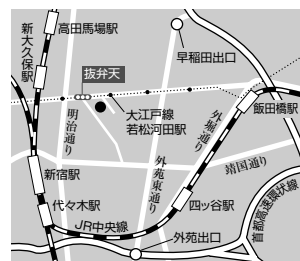 高田馬場駅
新大久保駅
早稲田出口
抜弁天
飯田橋駅
大江戸線
若松河田駅
明治通り
外苑東通り
外堀通り
靖国通り
新宿駅
代々木駅
四ッ谷駅
JR中央線
首都高速環状線
外苑出口